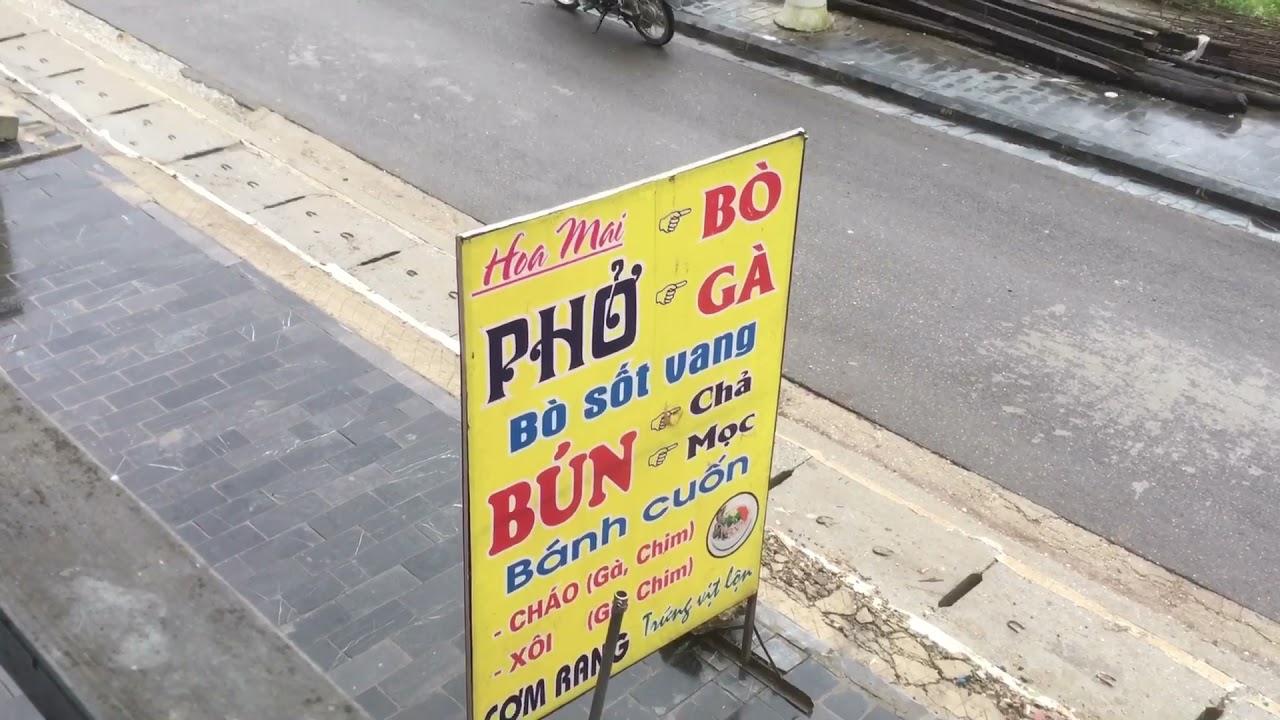 Hoa Mai
BÒ
PHỞ
GÀ
Bò sốt vang
BÚN
Chả
Mọc
Bánh cuốn
- CHÁO (Gà, Chim)
- XÔI (Gà, Chim)
Trứng vịt lộn
CƠM RANG